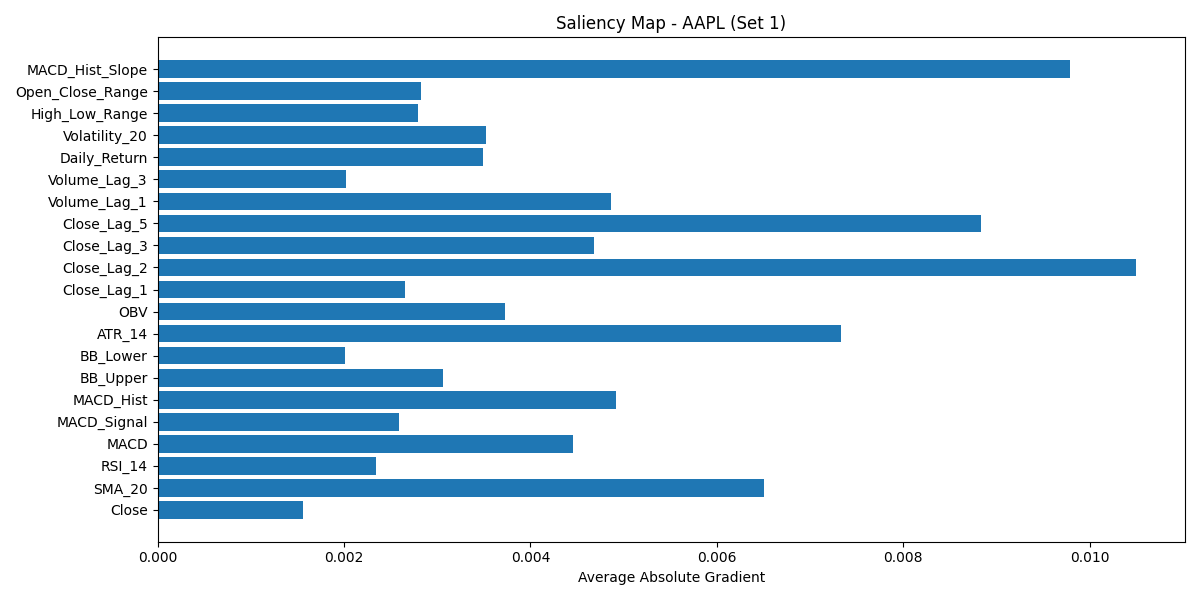 Saliency Map - AAPL (Set 1)
MACD_Hist_Slope
Open_Close_Range
High_Low_Range
Volatility_20
Daily_Return
Volume_Lag_3
Volume_Lag_1
Close_Lag_5
Close_Lag_3
Close_Lag_2
Close_Lag_1
OBV
ATR_14
BB_Lower
BB_Upper
MACD_Hist
MACD_Signal
MACD
RSI_14
SMA_20
Close
0.000 0.002 0.004 0.006 0.008 0.010
Average Absolute Gradient